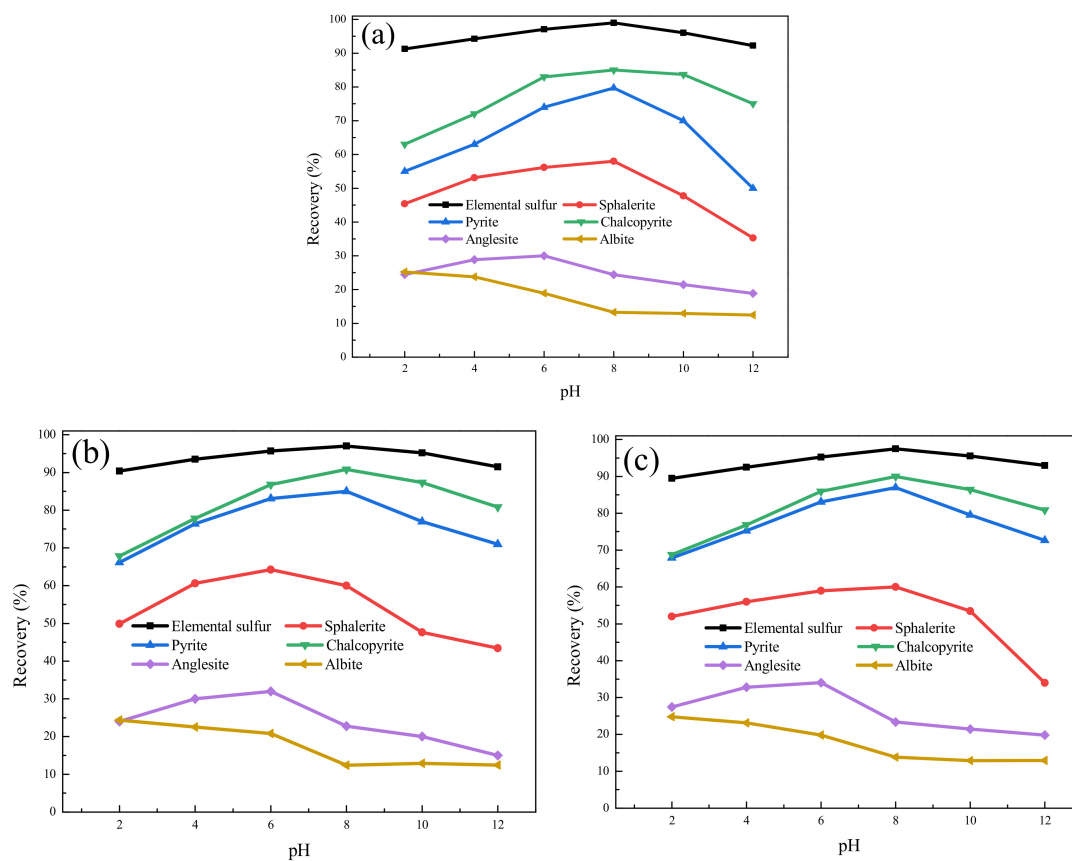 (a)
100
90
80
70
60
50
40
30
20
10
0
Recovery (%)
Elemental sulfur Sphalerite
Pyrite Chalcopyrite
Anglesite Albite
2 4 6 8 10 12
pH
(b)
100
90
80
70
60
50
40
30
20
10
0
Recovery (%)
Elemental sulfur Sphalerite
Pyrite Chalcopyrite
Anglesite Albite
2 4 6 8 10 12
pH
(c)
100
90
80
70
60
50
40
30
20
10
0
Recovery (%)
Elemental sulfur Sphalerite
Pyrite Chalcopyrite
Anglesite Albite
2 4 6 8 10 12
pH